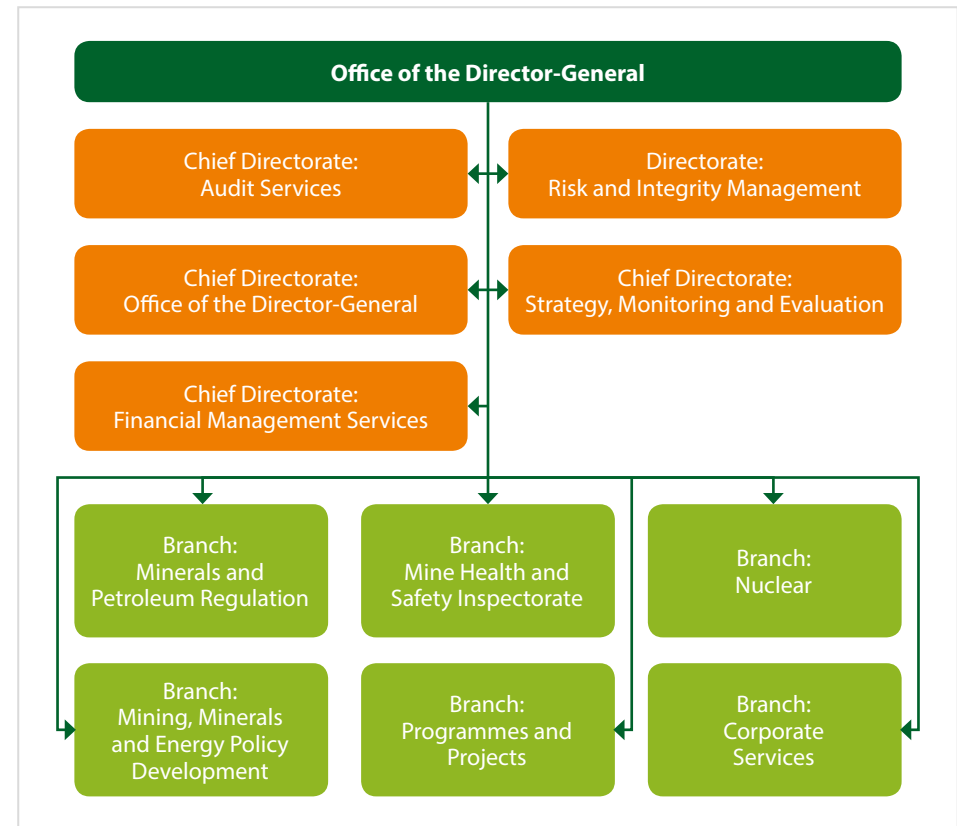 Office of the Director-General
Chief Directorate:
Audit Services
Directorate:
Risk and Integrity Management
Chief Directorate:
Office of the Director-General
Chief Directorate:
Strategy, Monitoring and Evaluation
Chief Directorate:
Financial Management Services
Branch:
Minerals and
Petroleum Regulation
Branch:
Mine Health and
Safety Inspectorate
Branch:
Nuclear
Branch:
Mining, Minerals
and Energy Policy
Development
Branch:
Programmes and
Projects
Branch:
Corporate
Services